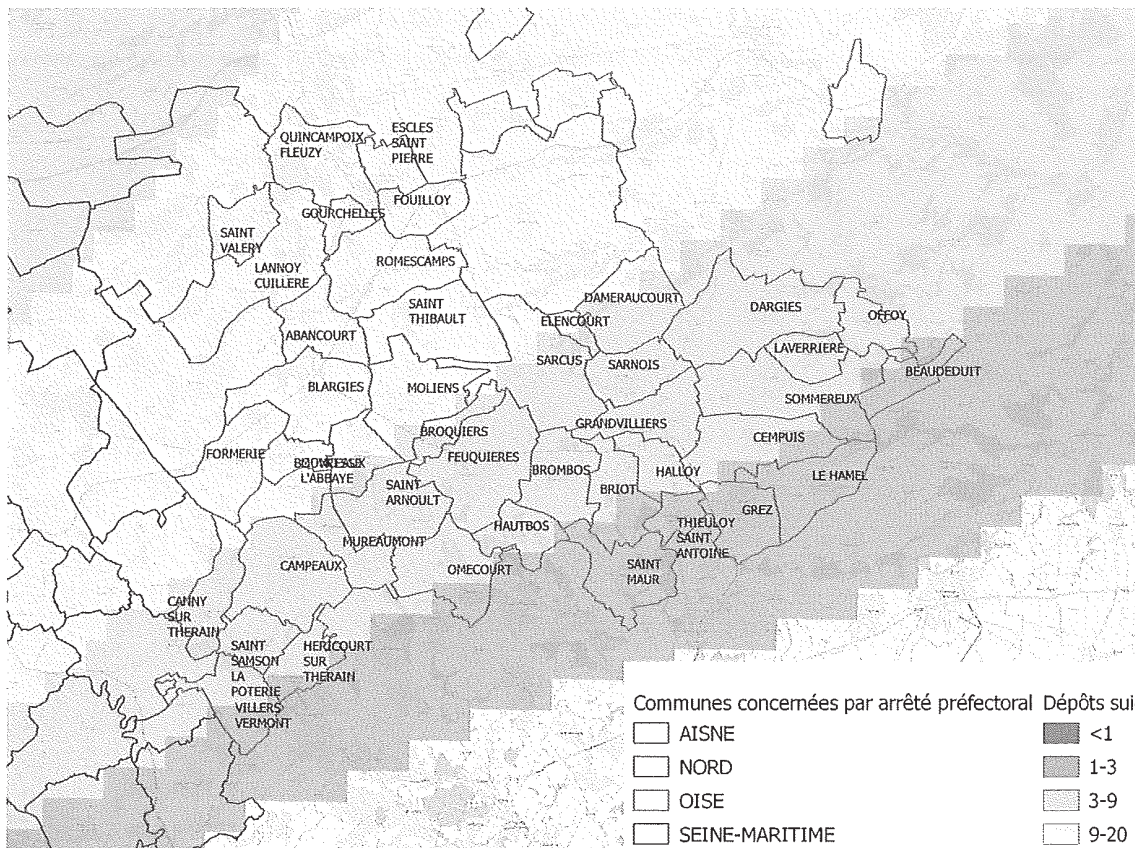 ESCLES
SAINT
PIERRE
QUINCAMPOIX
FLEUZY
FOUILLOY
GOURCHELLES
SAINT
VALERY
LANNOY
CUILLERE
ROMESCAMPS
SAINT
THIBAULT
ABANCOURT
DAMERAUCOURT
DARGIES
OFFOY
ELENCOURT
LAVERRIERE
SARCUS
SARNOIS
BEAUDEDUIT
BLARGIES
MOLIENS
SOMMEREUX
GRANDVILLIERS
BROQUIERS
CEMPUIS
FORMERIE
FEUQUIERES
L'ABBAYE
BROMBOS
HALLOY
LE HAMEL
SAINT
ARNOULT
BRIOT
GREZ
HAUTBOS
THIEULOY
SAINT
ANTOINE
MUREAUMONT
CAMPEAUX
OMECOURT
SAINT
MAUR
CANNY
SUR
THERAIN
SAINT
SAMSON
LA
POTERIE
HERICOURT
SUR
THERAIN
VILLERS
VERMONT
Communes concernées par arrêté préfectoral
AISNE
NORD
OISE
SEINE-MARITIME
Dépôts sui
<1
1-3
3-9
9-20